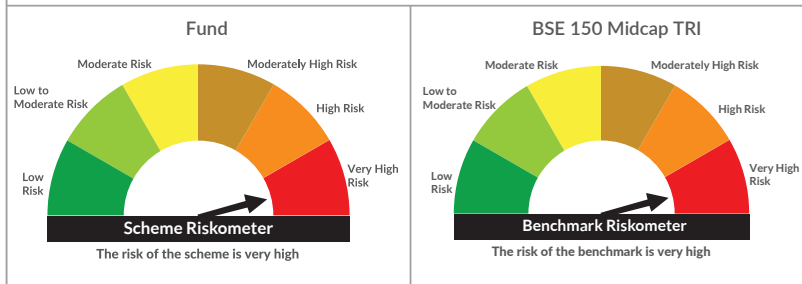 Fund
Moderate Risk
Moderately High Risk
Low to
Moderate Risk
High Risk
Low
Risk
Very High
Risk
Scheme Riskometer
The risk of the scheme is very high
BSE 150 Midcap TRI
Moderate Risk
Moderately High Risk
Low to
Moderate Risk
High Risk
Low
Risk
Very High
Risk
Benchmark Riskometer
The risk of the benchmark is very high